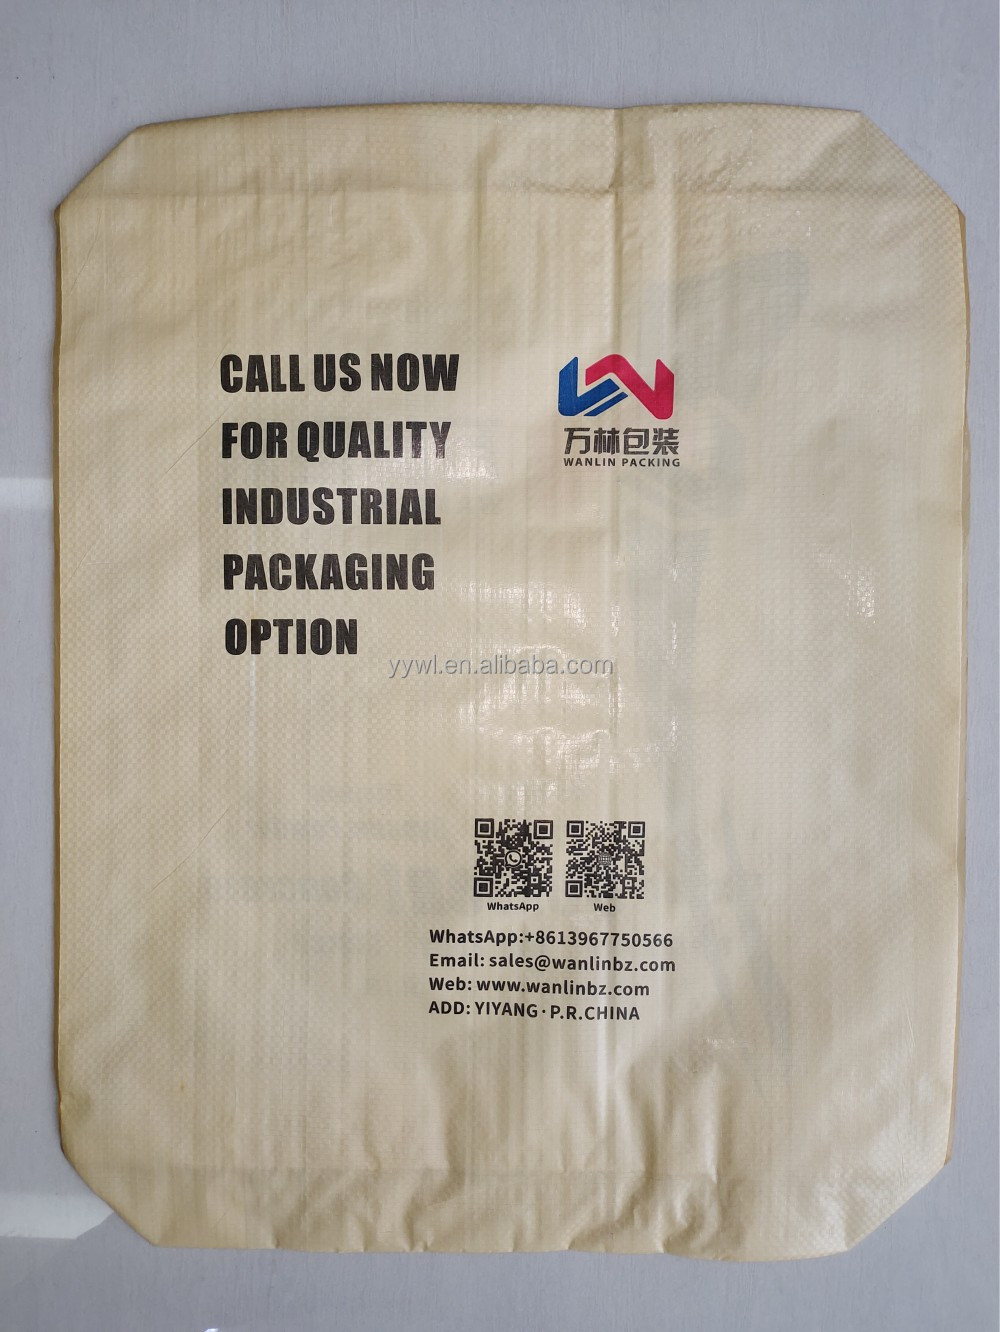 CALL US NOW
FOR QUALITY
INDUSTRIAL
PACKAGING
OPTION
万林包装
WANLIN PACKING
yywl.en.alibaba.com
WhatsApp
Web
WhatsApp:+8613967750566
Email: sales@wanlinbz.com
Web: www.wanlinbz.com
ADD: YIYANG·P.R.CHINA